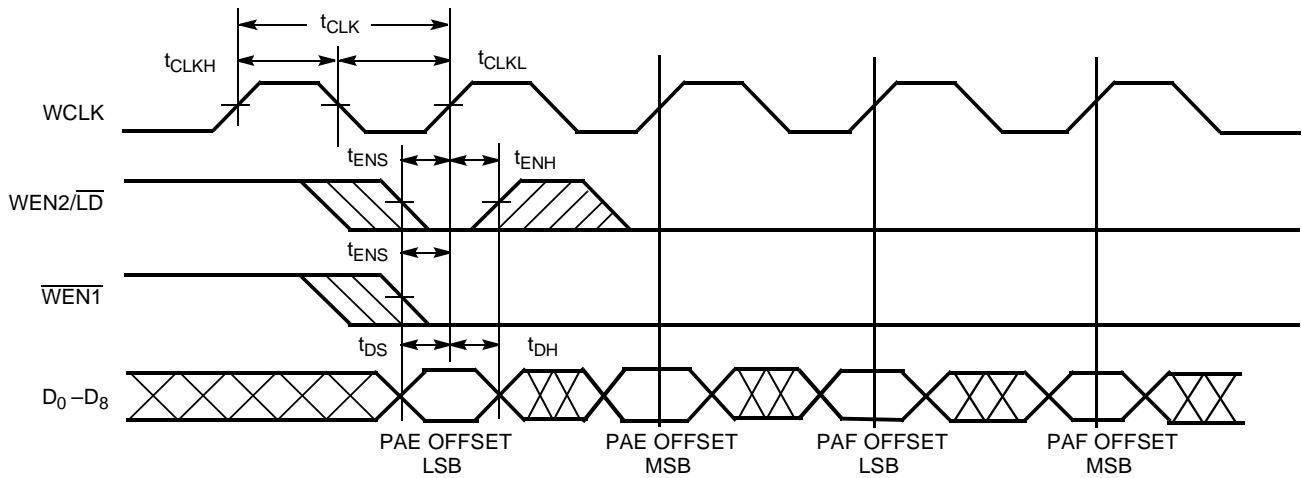 tCLK
tCLKH
tCLKL
WCLK
tENS
tENH
WEN2/LD
tENS
WEN1
tDS
tDH
D0 –D8
PAE OFFSET
LSB
PAE OFFSET
MSB
PAF OFFSET
LSB
PAF OFFSET
MSB